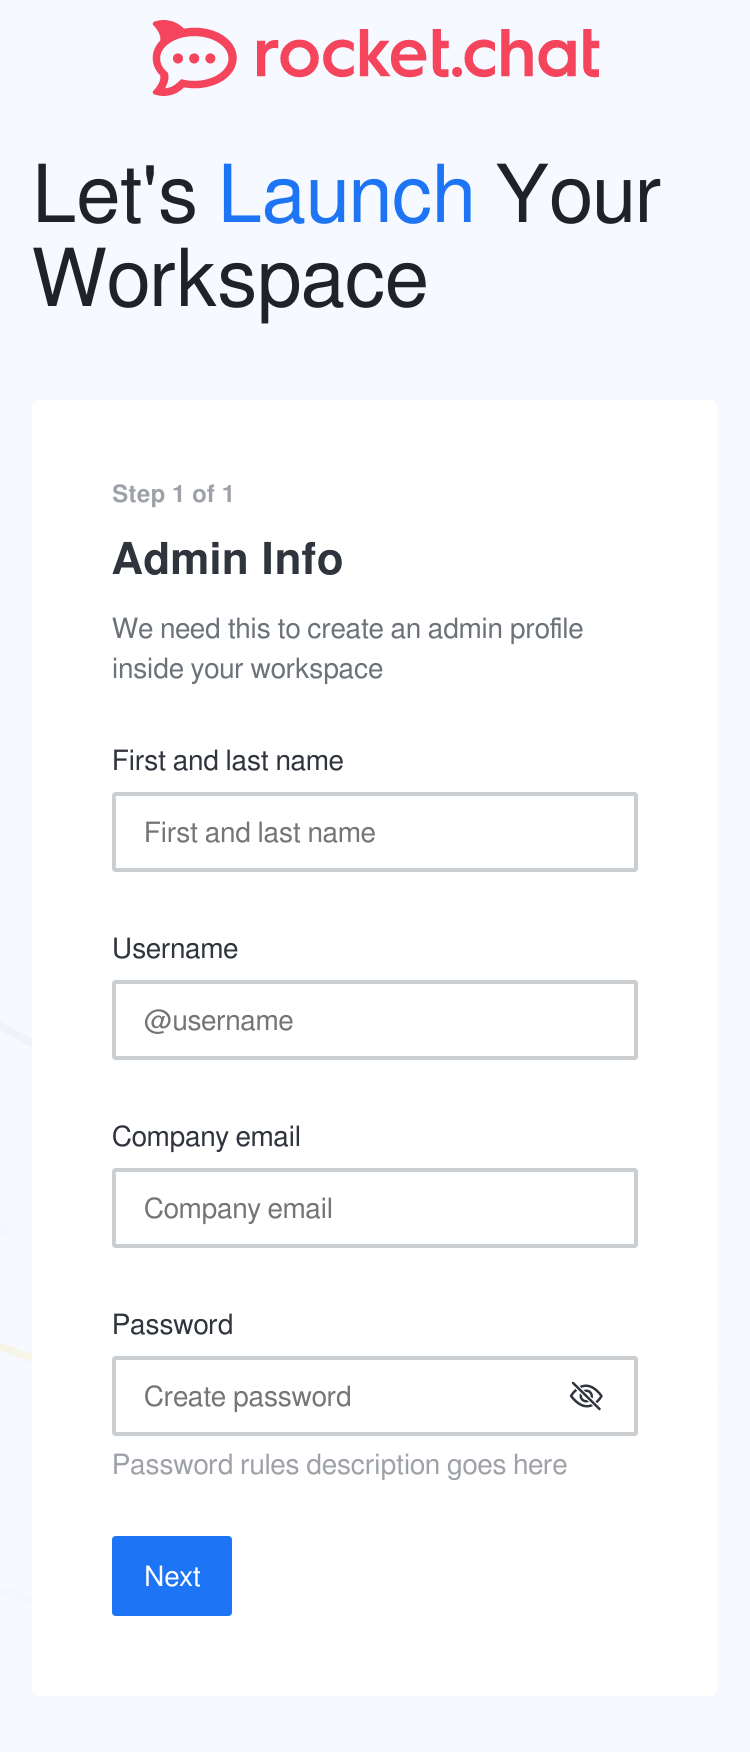 rocket.chat
Let's Launch Your
Workspace
Step 1 of 1
Admin Info
We need this to create an admin profile
inside your workspace
First and last name
First and last name
Username
@username
Company email
Company email
Password
Create password
Password rules description goes here
Next